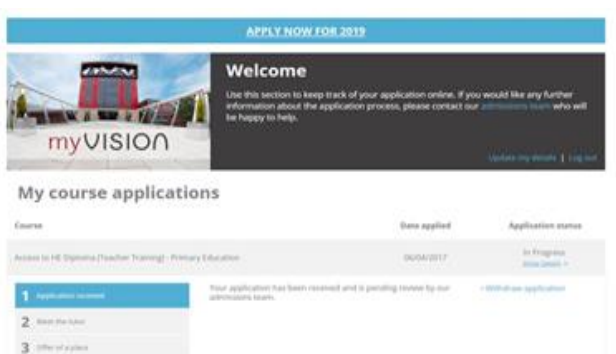 APPLY NOW FOR 2019
Welcome
Use this section to keep track of your application online. If you would like any further
information about the application process, please contact our admissions team who will
be happy to help.
myVISION
Update my details | Log out
My course applications
Course Date applied Application status
Access to HE Diploma (Teacher Training) - Primary Education 06/04/2017 In Progress
1 Application received
Your application has been received and is pending review by our
admissions team.
Withdraw application
2 Meet the tutor
3 Offer of a place